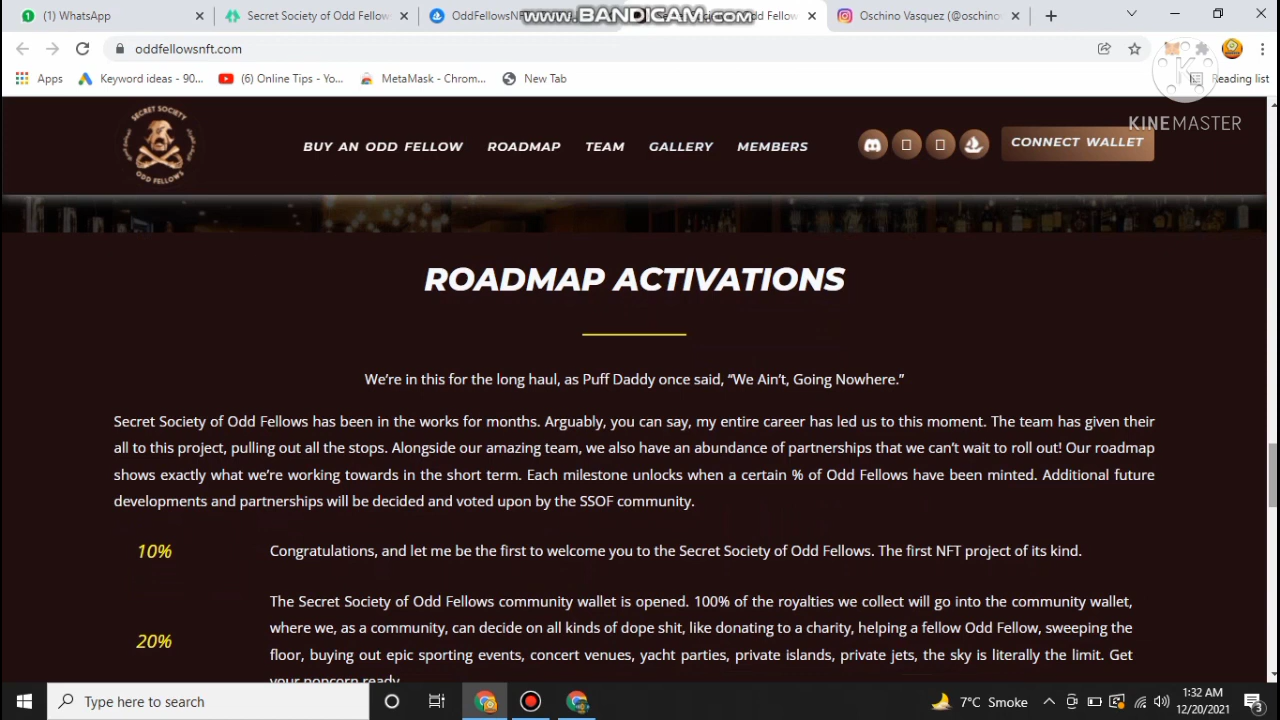 (1) WhatsApp
Secret Society of Odd Fellow
OddFellowsN
Odd Fellow
Oschino Vasquez (@oschino
www.BANDICAM.com
oddfellowsnft.com
Apps
Keyword ideas - 90...
(6) Online Tips - Yo...
MetaMask - Chrom...
New Tab
Reading list
KINEMASTER
SECRET SOCIETY
ODD FELLOWS
BUY AN ODD FELLOW
ROADMAP
TEAM
GALLERY
MEMBERS
CONNECT WALLET
ROADMAP ACTIVATIONS
We’re in this for the long haul, as Puff Daddy once said, “We Ain’t, Going Nowhere.”
Secret Society of Odd Fellows has been in the works for months. Arguably, you can say, my entire career has led us to this moment. The team has given their
all to this project, pulling out all the stops. Alongside our amazing team, we also have an abundance of partnerships that we can’t wait to roll out! Our roadmap
shows exactly what we’re working towards in the short term. Each milestone unlocks when a certain % of Odd Fellows have been minted. Additional future
developments and partnerships will be decided and voted upon by the SSOF community.
10%
Congratulations, and let me be the first to welcome you to the Secret Society of Odd Fellows. The first NFT project of its kind.
The Secret Society of Odd Fellows community wallet is opened. 100% of the royalties we collect will go into the community wallet,
where we, as a community, can decide on all kinds of dope shit, like donating to a charity, helping a fellow Odd Fellow, sweeping the
20%
floor, buying out epic sporting events, concert venues, yacht parties, private islands, private jets, the sky is literally the limit. Get
your popcorn ready.
Type here to search
7°C Smoke
1:32 AM
12/20/2021
3